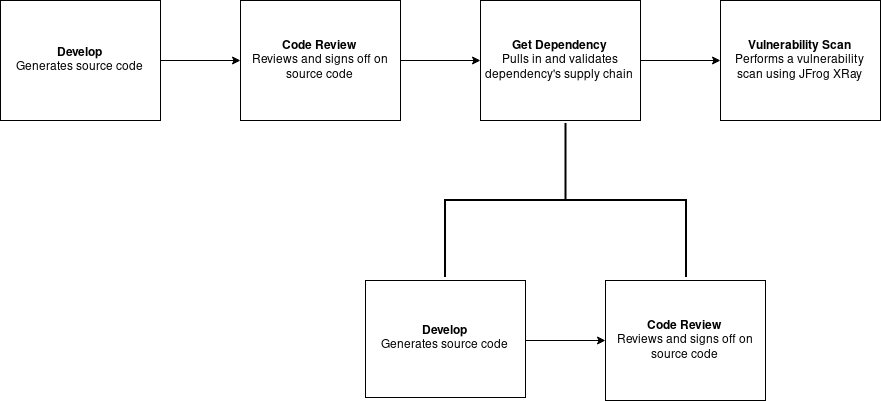 Develop
Generates source code
Code Review
Reviews and signs off on
source code
Get Dependency
Pulls in and validates
dependency's supply chain
Vulnerability Scan
Performs a vulnerability
scan using JFrog XRay
Develop
Generates source code
Code Review
Reviews and signs off on
source code